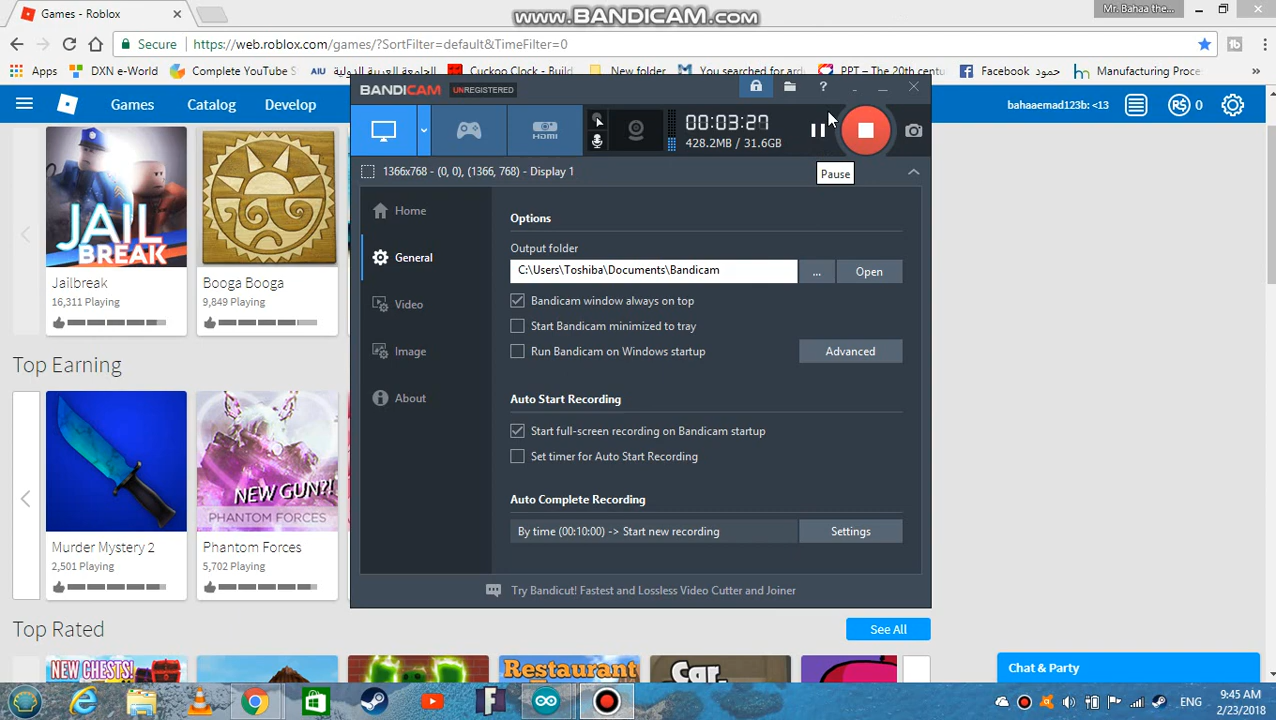 Games - Roblox
www.BANDICAM.com
Mr. Bahaa the...
Secure
https://web.roblox.com/games/?SortFilter=default&TimeFilter=0
Apps
DXN e-World
Complete YouTube S
AIU
Cuckoo Clock - Build
New folder
You searched for ard
PPT – The 20 techn
Facebook
حمود
Manufacturing Proce
Games
Catalog
Develop
bahaaemad123b: <13
R$ 0
JAIL BREAK
Jailbreak
16,311 Playing
Booga Booga
9,849 Playing
Top Earning
Murder Mystery 2
2,501 Playing
NEW GUN?!
PHANTOM FORCES
Phantom Forces
5,702 Playing
Top Rated
See All
NEW CHESTS!
Restaurant
Car
Chat & Party
BANDICAM
UNREGISTERED
HDMI
00:03:27
428.2MB / 31.6GB
Pause
1366x768 - (0, 0), (1366, 768) - Display 1
Home
General
Video
Image
About
Options
Output folder
C:\Users\Toshiba\Documents\Bandicam
...
Open
Bandicam window always on top
Start Bandicam minimized to tray
Run Bandicam on Windows startup
Advanced
Auto Start Recording
Start full-screen recording on Bandicam startup
Set timer for Auto Start Recording
Auto Complete Recording
By time (00:10:00) -> Start new recording
Settings
Try Bandicut! Fastest and Lossless Video Cutter and Joiner
ENG
9:45 AM
2/23/2018